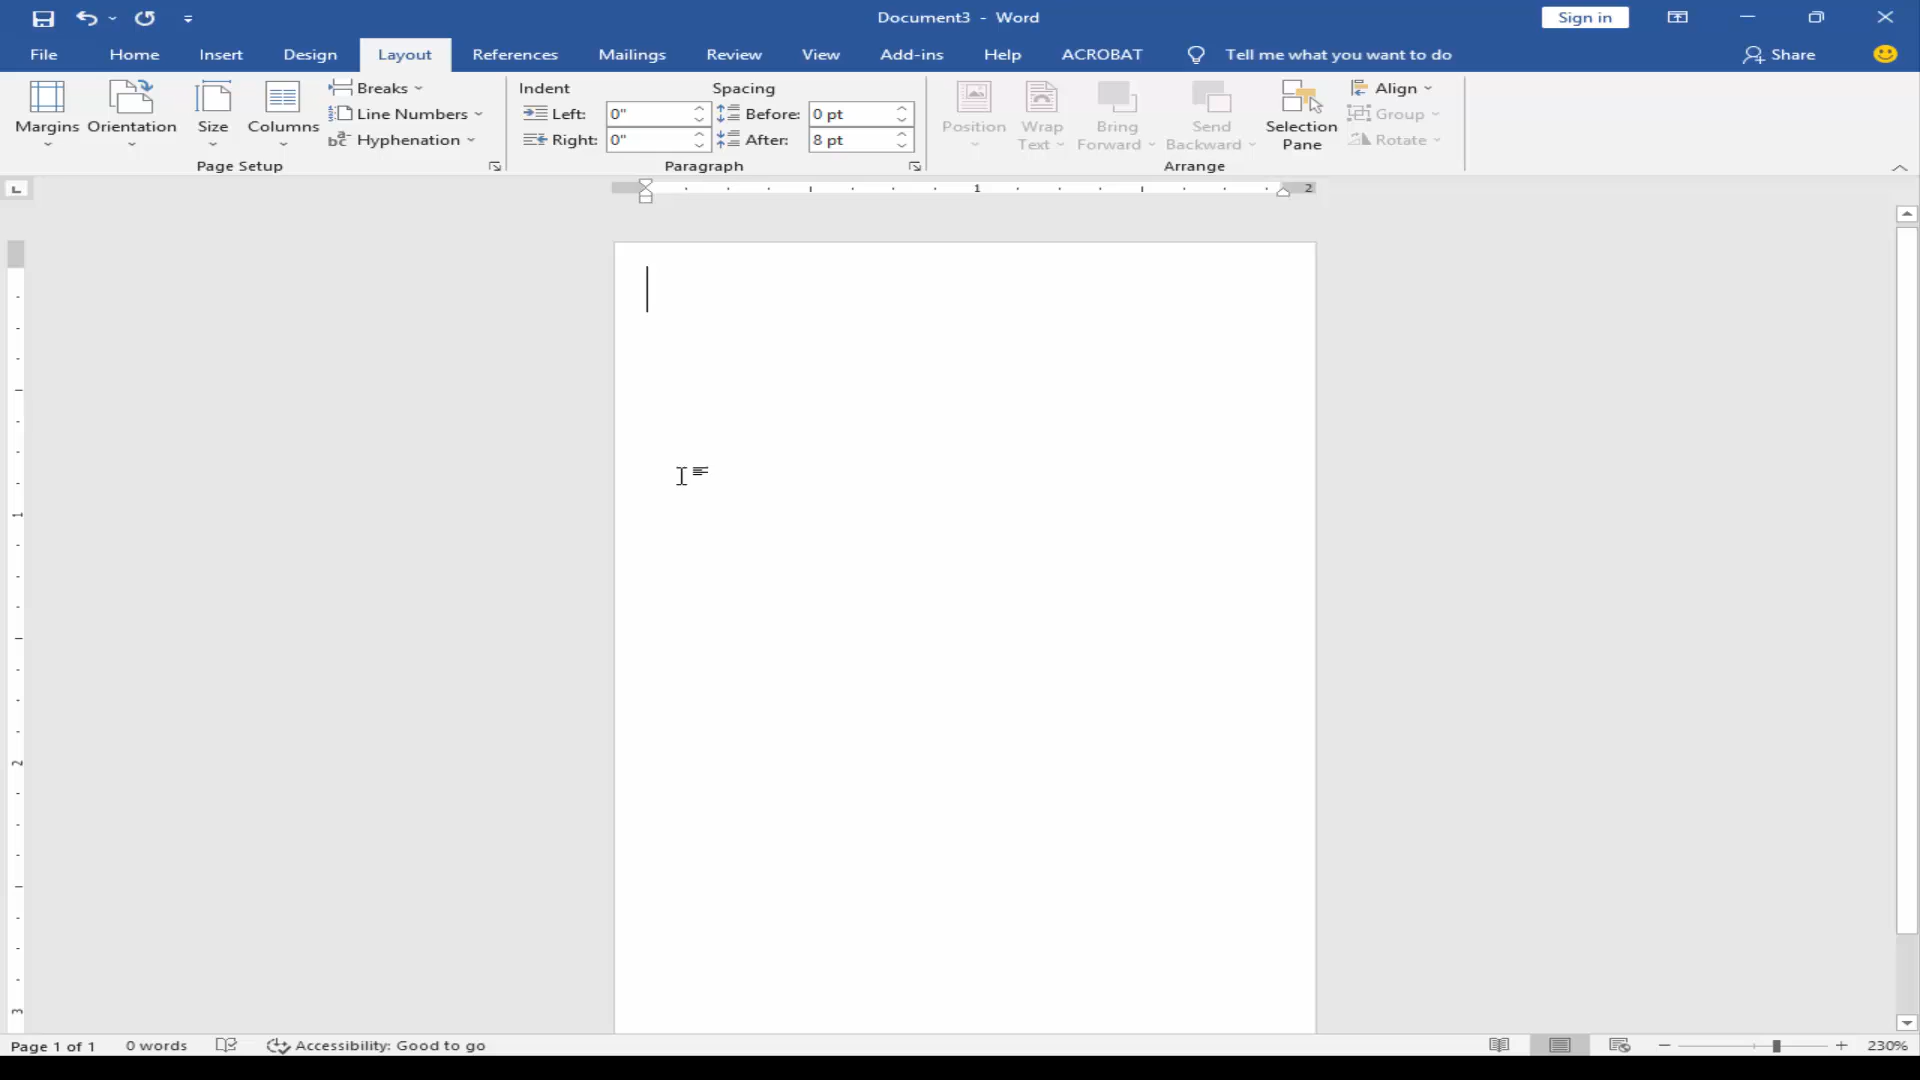 Document3 - Word
Sign in
File Home Insert Design Layout References Mailings Review View Add-ins Help ACROBAT Tell me what you want to do Share
Margins Orientation Size Columns
Breaks
Line Numbers
Hyphenation
Page Setup
Indent Spacing
Left: 0" Before: 0 pt
Right: 0" After: 8 pt
Paragraph
Position Wrap Text Bring Forward Send Backward Selection Pane
Align
Group
Rotate
Arrange
1 2
1
2
3
Page 1 of 1 0 words Accessibility: Good to go 230%